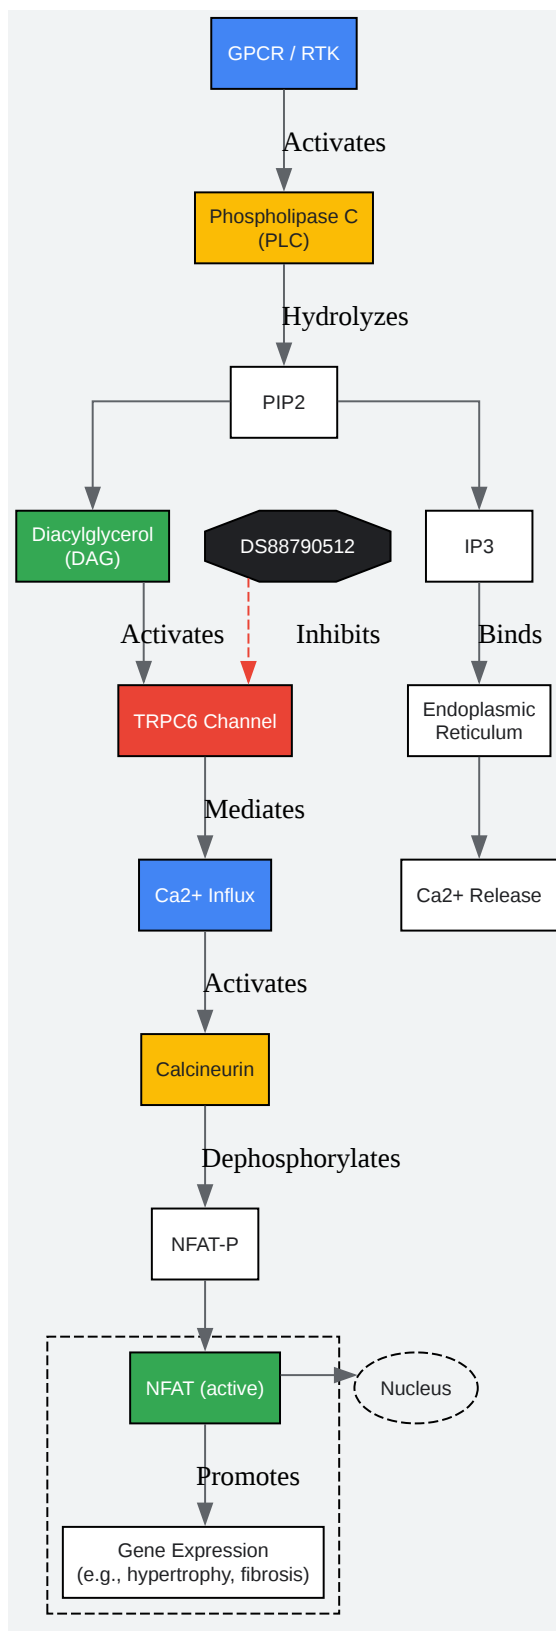 GPCR / RTK
Activates
Phospholipase C
(PLC)
Hydrolyzes
PIP2
Diacylglycerol
(DAG)
DS88790512
IP3
Activates
Inhibits
Binds
TRPC6 Channel
Endoplasmic
Reticulum
Mediates
Ca2+ Influx
Ca2+ Release
Activates
Calcineurin
Dephosphorylates
NFAT-P
NFAT (active)
Nucleus
Promotes
Gene Expression
(e.g., hypertrophy, fibrosis)